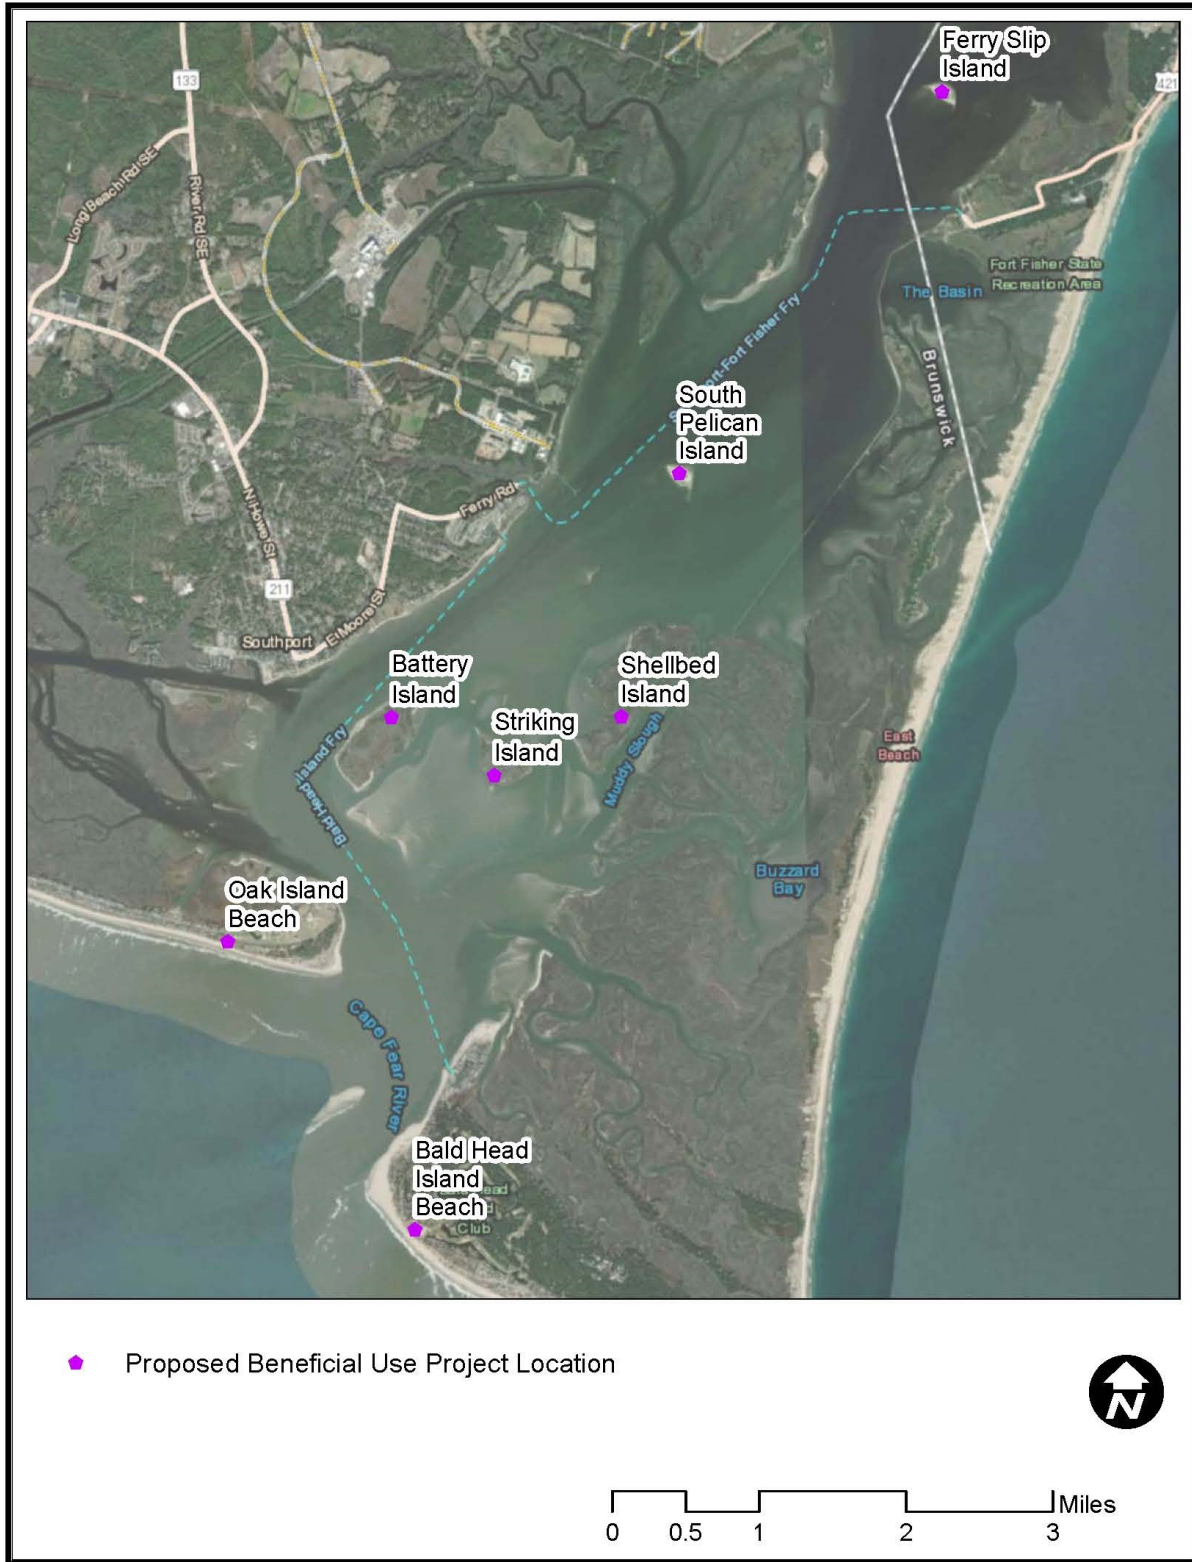 Ferry Slip
Island
133
421
Long Beach Rd SE
River Rd SE
Fort Fisher State
Recreation Area
The Basin
ort-Fort Fisher Fry
Brunswick
South
Pelican
Island
Ferry Rd
N Howe St
211
Southport
E Moore St
Battery
Island
Shellbed
Island
Striking
Island
Muddy Slough
East
Beach
Island Fry
Bald Head
Buzzard
Bay
Oak Island
Beach
Cape Fear River
Bald Head
Island
Beach
ead
d
Club
Proposed Beneficial Use Project Location
N
Miles
0 0.5 1 2 3